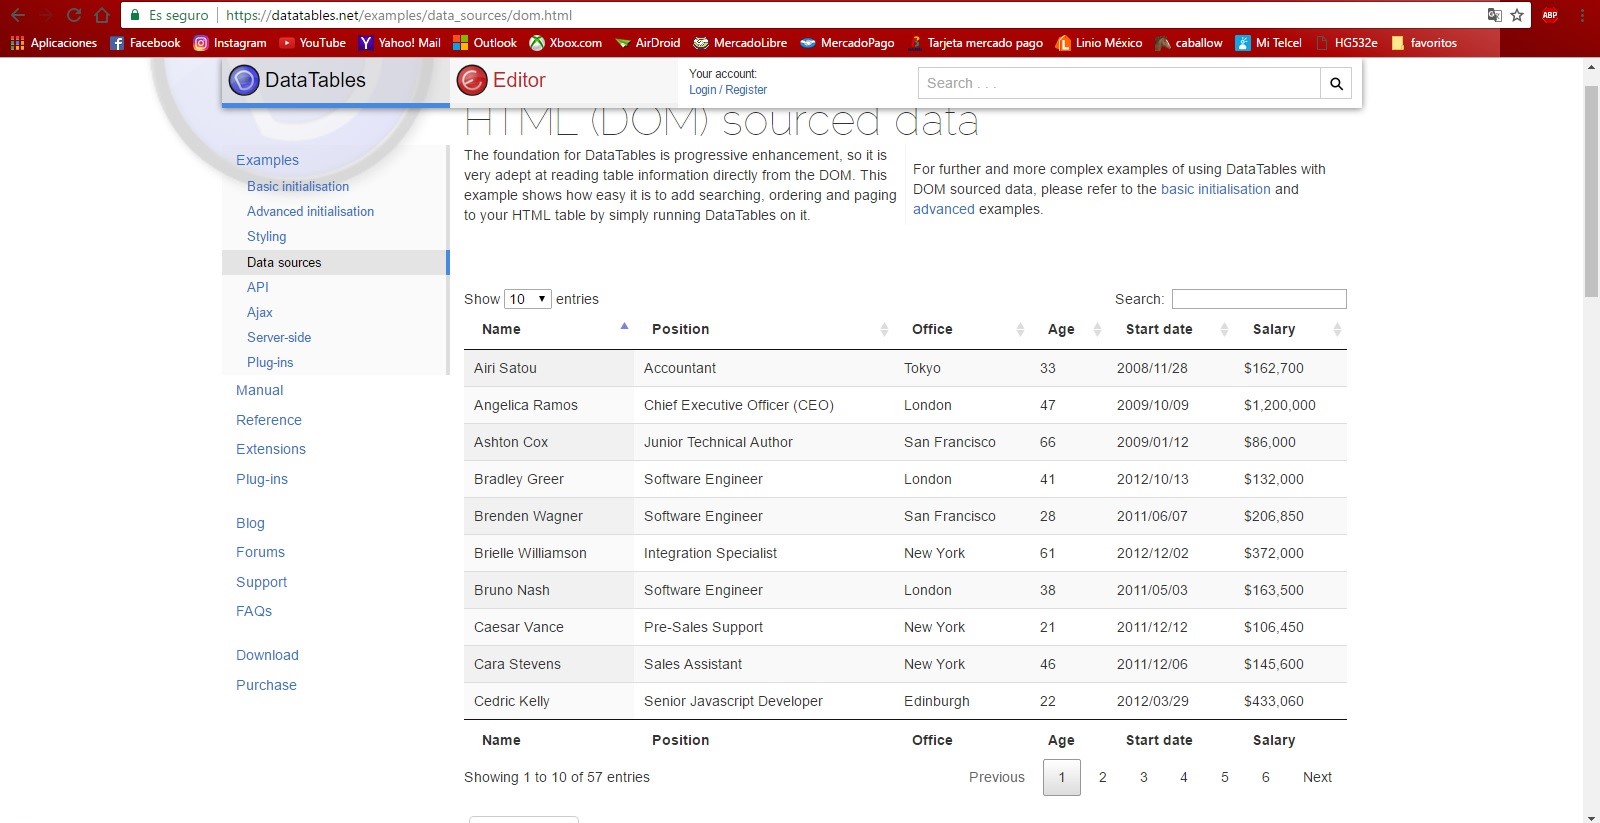 Es seguro https://datatables.net/examples/data_sources/dom.html ABP
Aplicaciones Facebook Instagram YouTube Yahoo! Mail Outlook Xbox.com AirDroid MercadoLibre MercadoPago Tarjeta mercado pago Linio México caballow Mi Telcel HG532e favoritos
DataTables Editor
Your account:
Login / Register
Search . . .
HTML (DOM) sourced data
Examples
Basic initialisation
Advanced initialisation
Styling
Data sources
API
Ajax
Server-side
Plug-ins
Manual
Reference
Extensions
Plug-ins
Blog
Forums
Support
FAQs
Download
Purchase
The foundation for DataTables is progressive enhancement, so it is
very adept at reading table information directly from the DOM. This
example shows how easy it is to add searching, ordering and paging
to your HTML table by simply running DataTables on it.
For further and more complex examples of using DataTables with
DOM sourced data, please refer to the basic initialisation and
advanced examples.
Show 10 entries Search:
Name Position Office Age Start date Salary
Airi Satou Accountant Tokyo 33 2008/11/28 $162,700
Angelica Ramos Chief Executive Officer (CEO) London 47 2009/10/09 $1,200,000
Ashton Cox Junior Technical Author San Francisco 66 2009/01/12 $86,000
Bradley Greer Software Engineer London 41 2012/10/13 $132,000
Brenden Wagner Software Engineer San Francisco 28 2011/06/07 $206,850
Brielle Williamson Integration Specialist New York 61 2012/12/02 $372,000
Bruno Nash Software Engineer London 38 2011/05/03 $163,500
Caesar Vance Pre-Sales Support New York 21 2011/12/12 $106,450
Cara Stevens Sales Assistant New York 46 2011/12/06 $145,600
Cedric Kelly Senior Javascript Developer Edinburgh 22 2012/03/29 $433,060
Name Position Office Age Start date Salary
Showing 1 to 10 of 57 entries Previous 1 2 3 4 5 6 Next